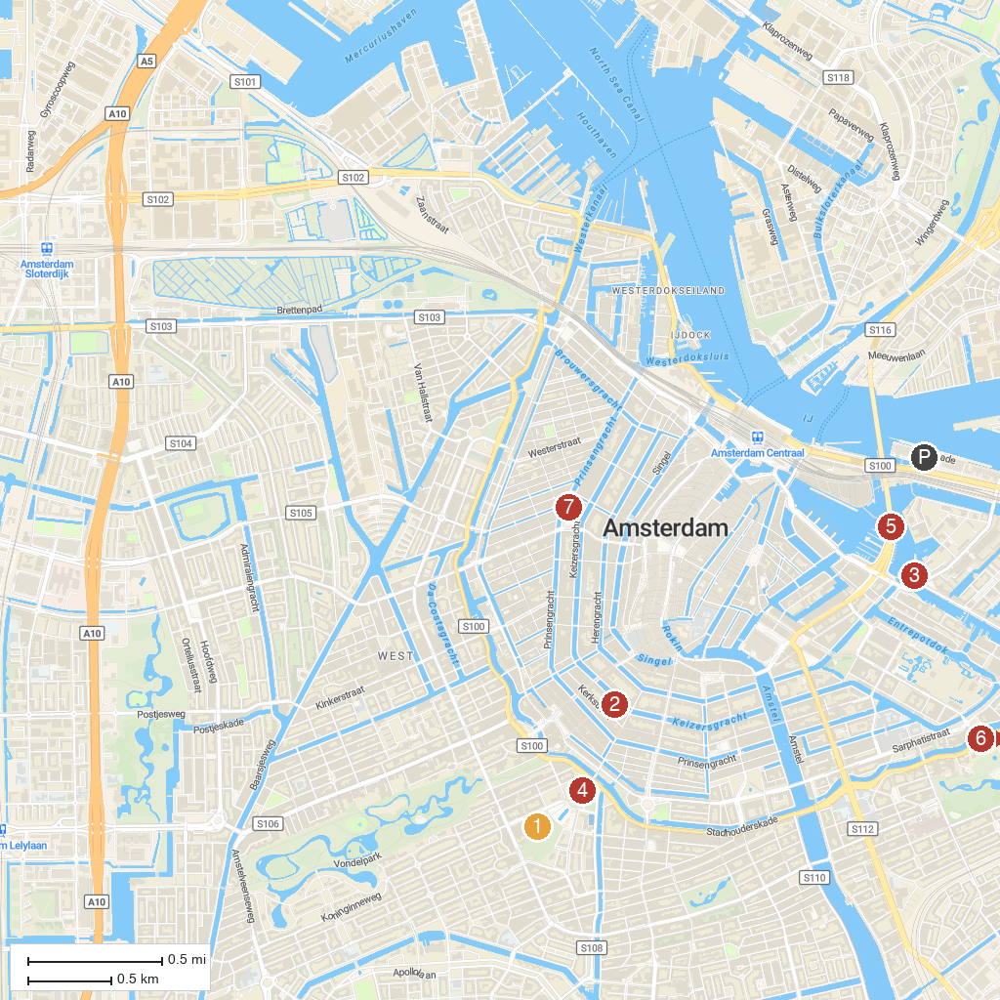 Mercuriushaven
Klaprozenweg
A5
S101
S118
North Sea Canal
Gyroscoopweg
A10
Houthaven
Papaverweg
Klaprozenweg
Radarweg
S102
Distelweg
S102
Zaanstraat
Westerkanaal
Asterweg
Grasweg
Buiksloterkanaal
Wingerdweg
Amsterdam
Sloterdijk
WESTERDOKSEILAND
Brettenpad
S103
S103
S116
IJDOCK
Westerdoksluis
Meeuwenlaan
A10
Van Hallstraat
Brouwersgracht
IJ
Prinsengracht
S104
Westerstraat
Singel
Amsterdam Centraal
S100
P
ade
S105
7
Amsterdam
5
Admiralengracht
Keizersgracht
3
Da Costagracht
Prinsengracht
Herengracht
S100
Entrepotdok
A10
Rokin
Hoofdweg
Orteliusstraat
WEST
Singel
Kinkerstraat
Kerkst
2
Amstel
Postjesweg
Postjeskade
Keizersgracht
Sarphatistraat
6
S100
Baarsjesweg
Prinsengracht
Amstel
4
S106
1
Stadhouderskade
S112
m Lelylaan
Vondelpark
S110
Amstelveenseweg
A10
Koninginneweg
S108
0.5 mi
0.5 km